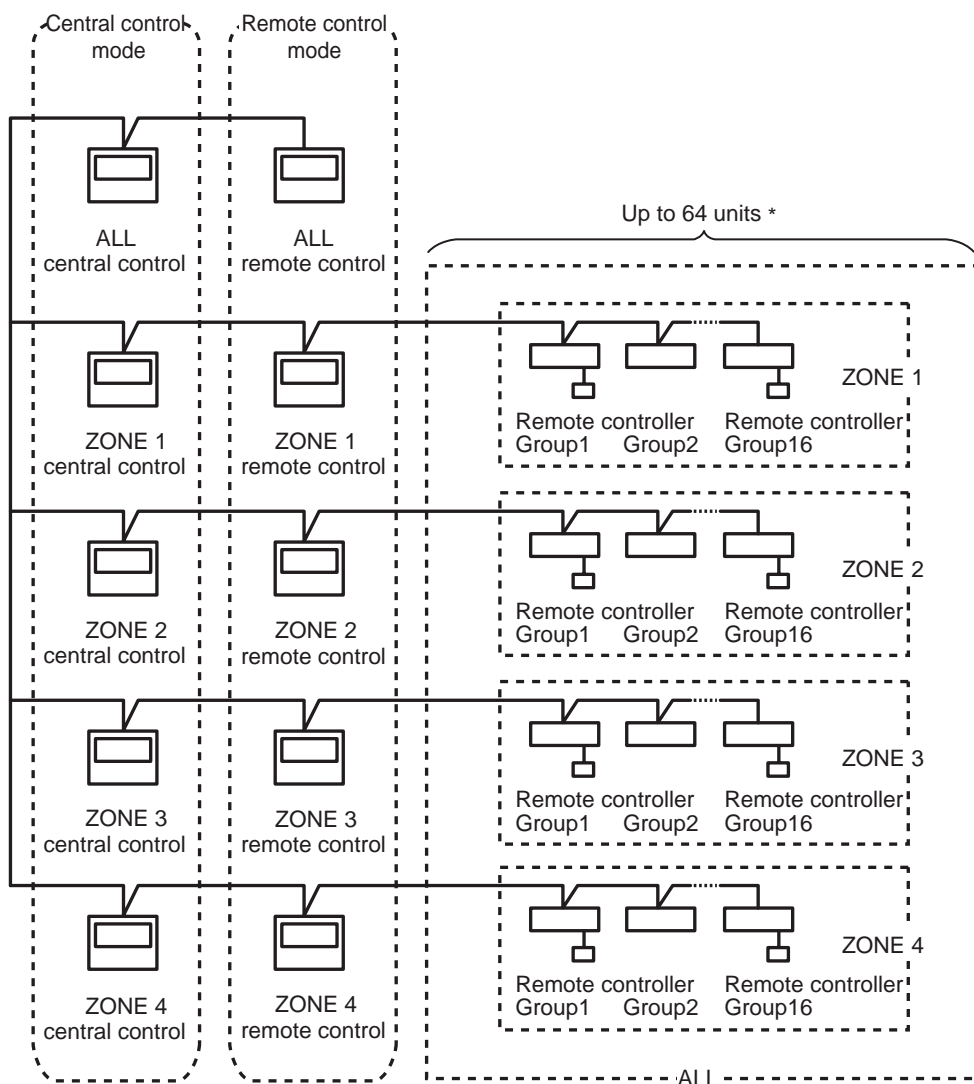 Central control
mode
Remote control
mode
Up to 64 units *
ALL
central control
ALL
remote control
ZONE 1
central control
ZONE 1
remote control
Remote controller
Group1 Group2
Remote controller
Group16
ZONE 1
ZONE 2
central control
ZONE 2
remote control
Remote controller
Group1 Group2
Remote controller
Group16
ZONE 2
ZONE 3
central control
ZONE 3
remote control
Remote controller
Group1 Group2
Remote controller
Group16
ZONE 3
ZONE 4
central control
ZONE 4
remote control
Remote controller
Group1 Group2
Remote controller
Group16
ZONE 4
ALL